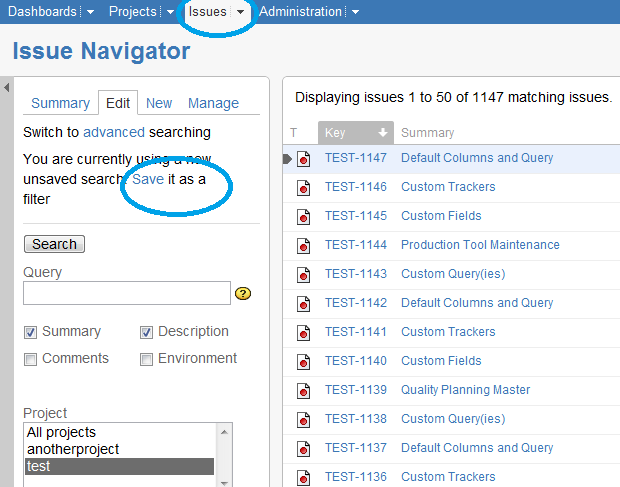 Dashboards Projects Issues Administration
Issue Navigator
Summary Edit New Manage
Switch to advanced searching
You are currently using a new
unsaved search. Save it as a
filter
Search
Query
?
Summary Description
Comments Environment
Project
All projects
anotherproject
test
Displaying issues 1 to 50 of 1147 matching issues.
T Key Summary
TEST-1147 Default Columns and Query
TEST-1146 Custom Trackers
TEST-1145 Custom Fields
TEST-1144 Production Tool Maintenance
TEST-1143 Custom Query(ies)
TEST-1142 Default Columns and Query
TEST-1141 Custom Trackers
TEST-1140 Custom Fields
TEST-1139 Quality Planning Master
TEST-1138 Custom Query(ies)
TEST-1137 Default Columns and Query
TEST-1136 Custom Trackers